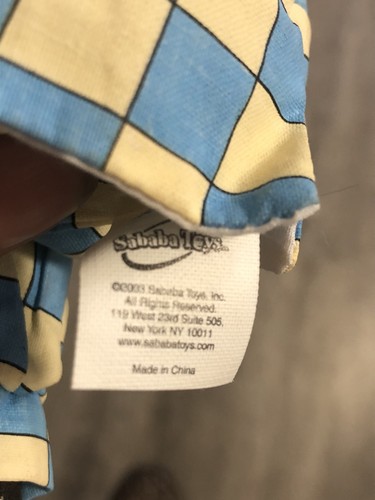 Sababa Toys
©2003 Sababa Toys, Inc.
All Rights Reserved.
119 West 23rd Suite 505,
New York NY 10011
www.sababatoys.com
Made in China